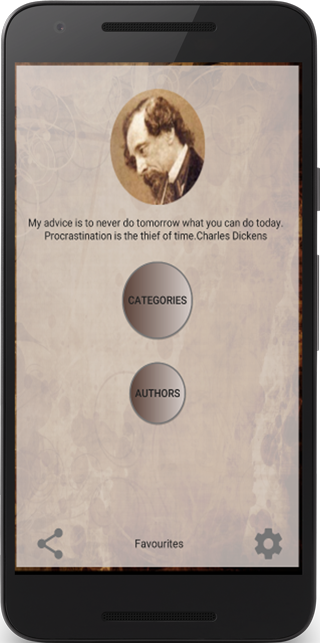 My advice is to never do tomorrow what you can do today.
Procrastination is the thief of time.Charles Dickens
CATEGORIES
AUTHORS
Favourites